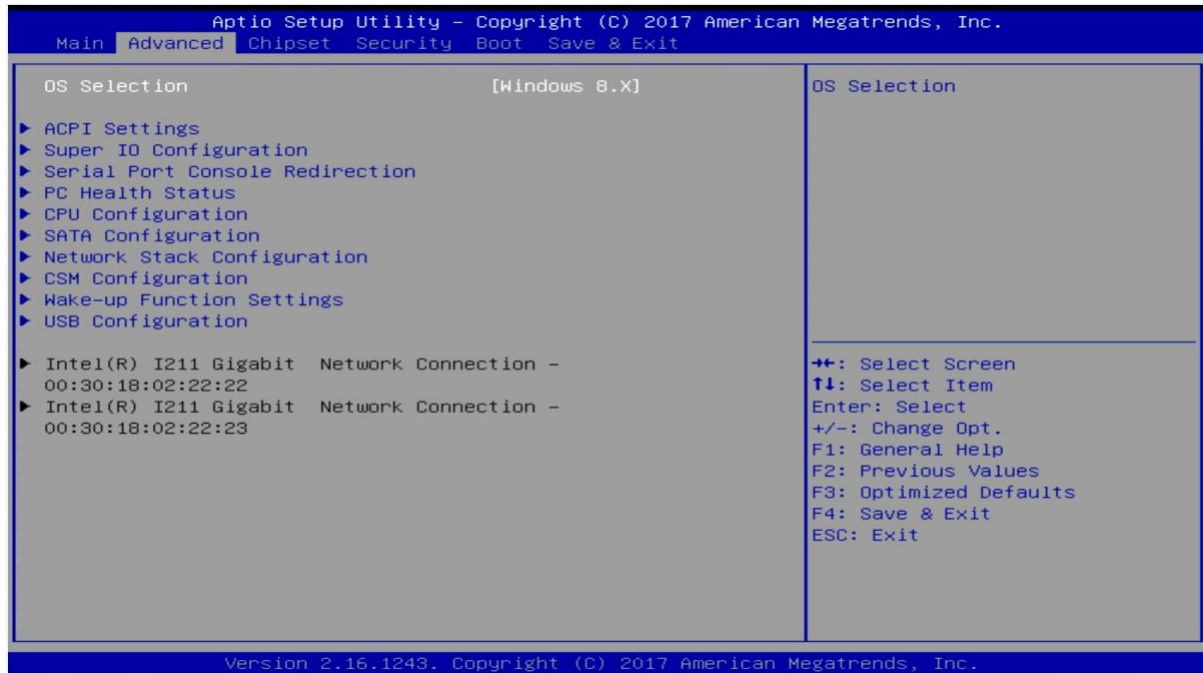 Aptio Setup Utility – Copyright (C) 2017 American Megatrends, Inc.
Main Advanced Chipset Security Boot Save & Exit
OS Selection [Windows 8.X]
► ACPI Settings
► Super IO Configuration
► Serial Port Console Redirection
► PC Health Status
► CPU Configuration
► SATA Configuration
► Network Stack Configuration
► CSM Configuration
► Wake-up Function Settings
► USB Configuration
► Intel(R) I211 Gigabit  Network Connection –
00:30:18:02:22:22
► Intel(R) I211 Gigabit  Network Connection –
00:30:18:02:22:23
OS Selection
→←: Select Screen
↑↓: Select Item
Enter: Select
+/-: Change Opt.
F1: General Help
F2: Previous Values
F3: Optimized Defaults
F4: Save & Exit
ESC: Exit
Version 2.16.1243. Copyright (C) 2017 American Megatrends, Inc.